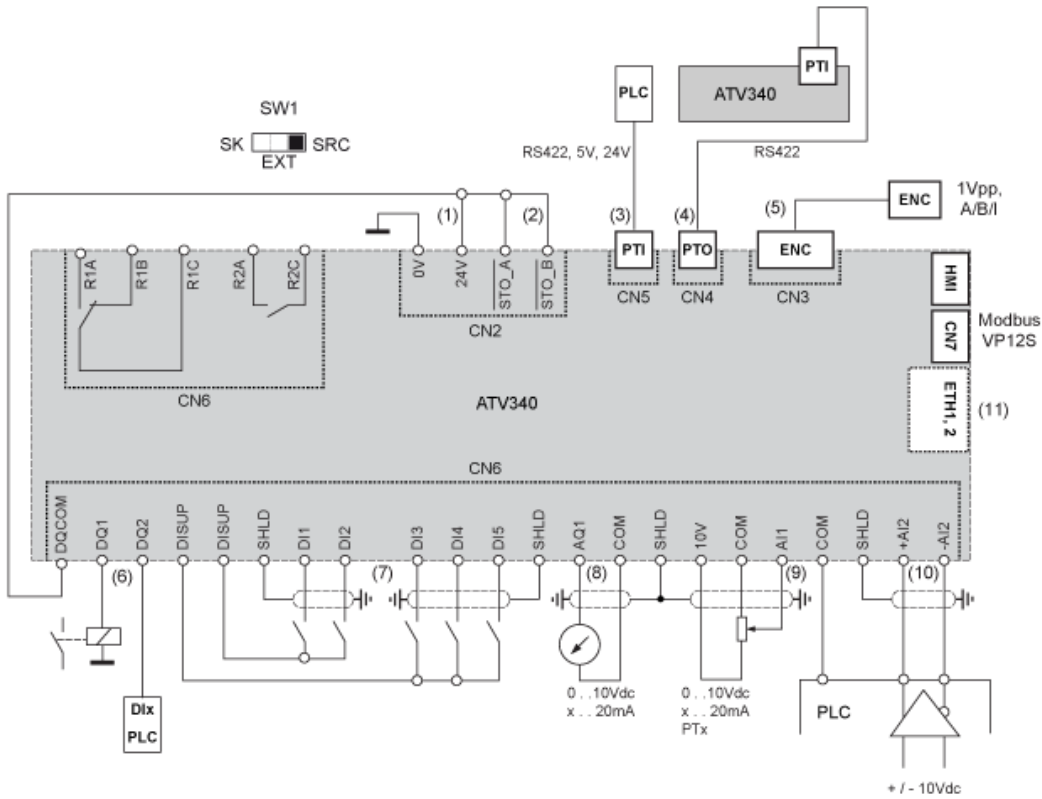 SW1
SK
SRC
EXT
PLC
PTI
ATV340
RS422, 5V, 24V
RS422
(1)
(2)
(3)
(4)
(5)
ENC
1Vpp,
A/B/I
R1A
R1B
R1C
R2A
R2C
CN6
0V
24V
STO_A
STO_B
CN2
PTI
CN5
PTO
CN4
ENC
CN3
HMI
CN7
Modbus
VP12S
ETH1, 2
(11)
ATV340
CN6
DQCOM
DQ1
DQ2
DISUP
DISUP
SHLD
DI1
DI2
DI3
DI4
DI5
SHLD
AQ1
COM
SHLD
10V
COM
AI1
COM
SHLD
+AI2
-AI2
(6)
(7)
(8)
(9)
(10)
DIx
PLC
0 . . 10Vdc
x . . 20mA
0 . . 10Vdc
x . . 20mA
PTx
PLC
+ / - 10Vdc